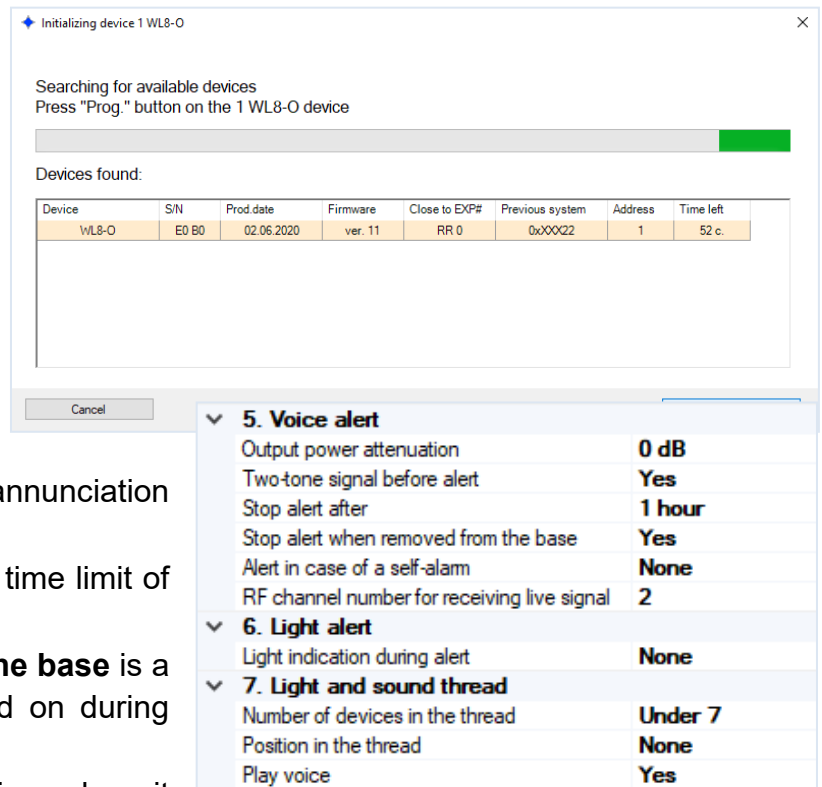 Initializing device 1 WL8-O
Searching for available devices
Press "Prog." button on the 1 WL8-O device
Devices found:
Device S/N Prod.date Firmware Close to EXP# Previous system Address Time left
WL8-O E0 B0 02.06.2020 ver. 11 RR 0 0xXXX22 1 52 c.
Cancel
5. Voice alert
Output power attenuation 0 dB
Two-tone signal before alert Yes
Stop alert after 1 hour
Stop alert when removed from the base Yes
Alert in case of a self-alarm None
RF channel number for receiving live signal 2
6. Light alert
Light indication during alert None
7. Light and sound thread
Number of devices in the thread Under 7
Position in the thread None
Play voice Yes
annunciation
time limit of
base is a
on during